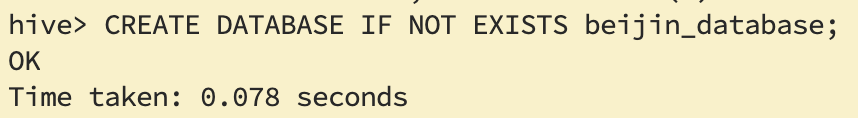 hive> CREATE DATABASE IF NOT EXISTS beijin_database;
OK
Time taken: 0.078 seconds